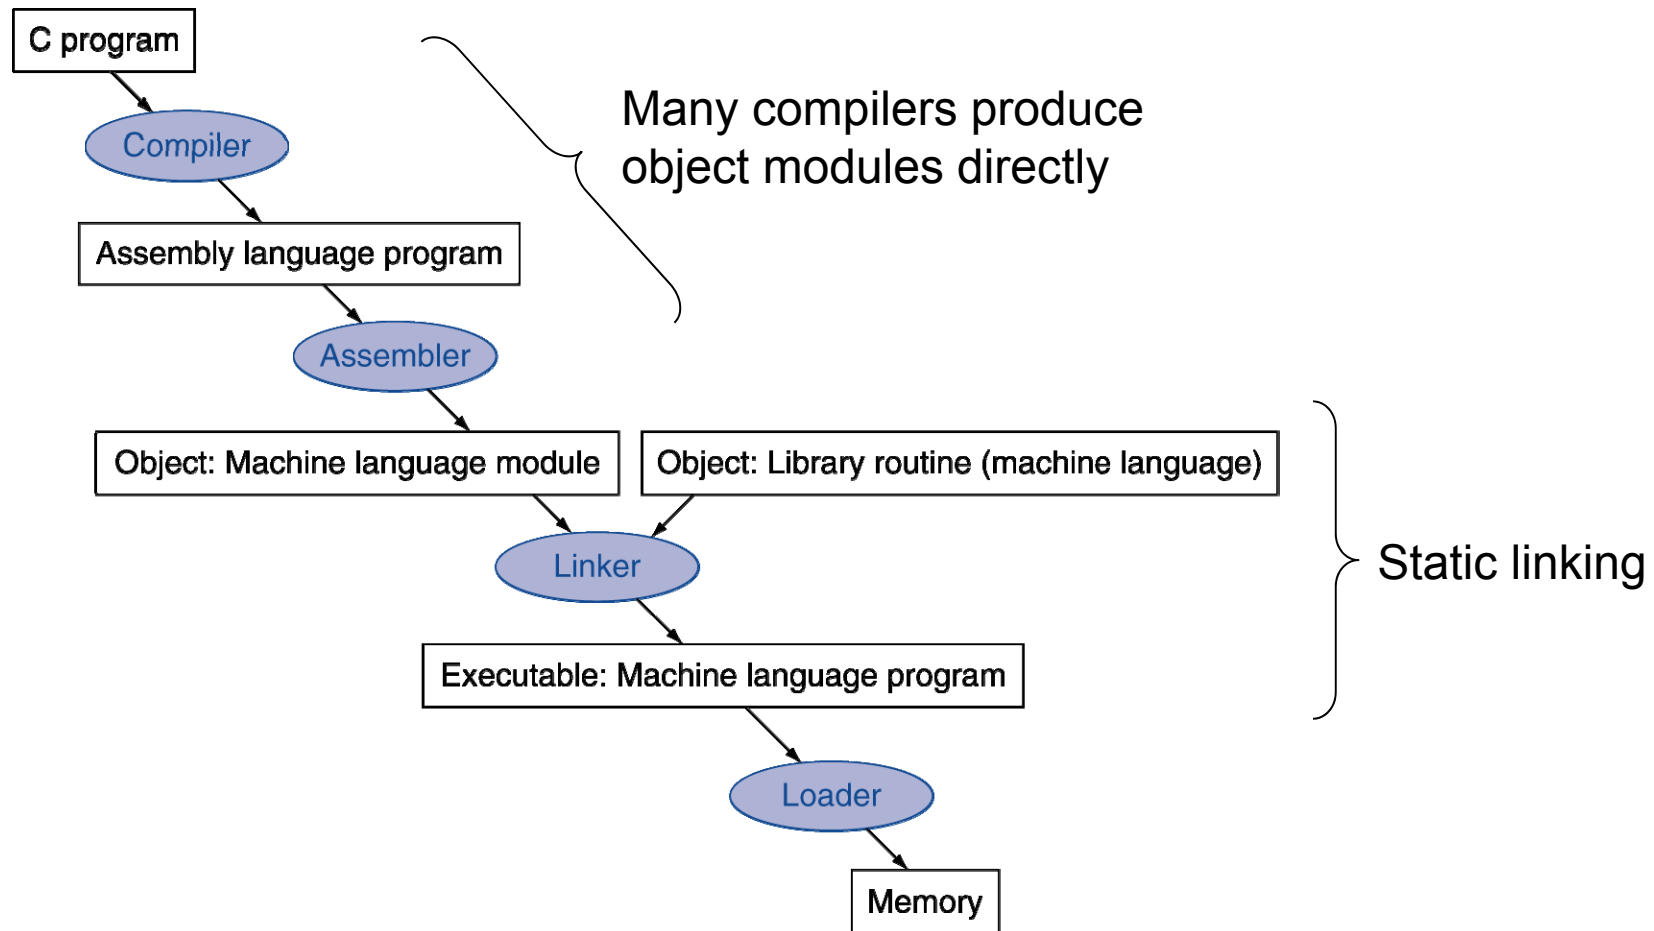 C program
Many compilers produce
object modules directly
Compiler
Assembly language program
Assembler
Object: Machine language module
Object: Library routine (machine language)
Linker
Static linking
Executable: Machine language program
Loader
Memory